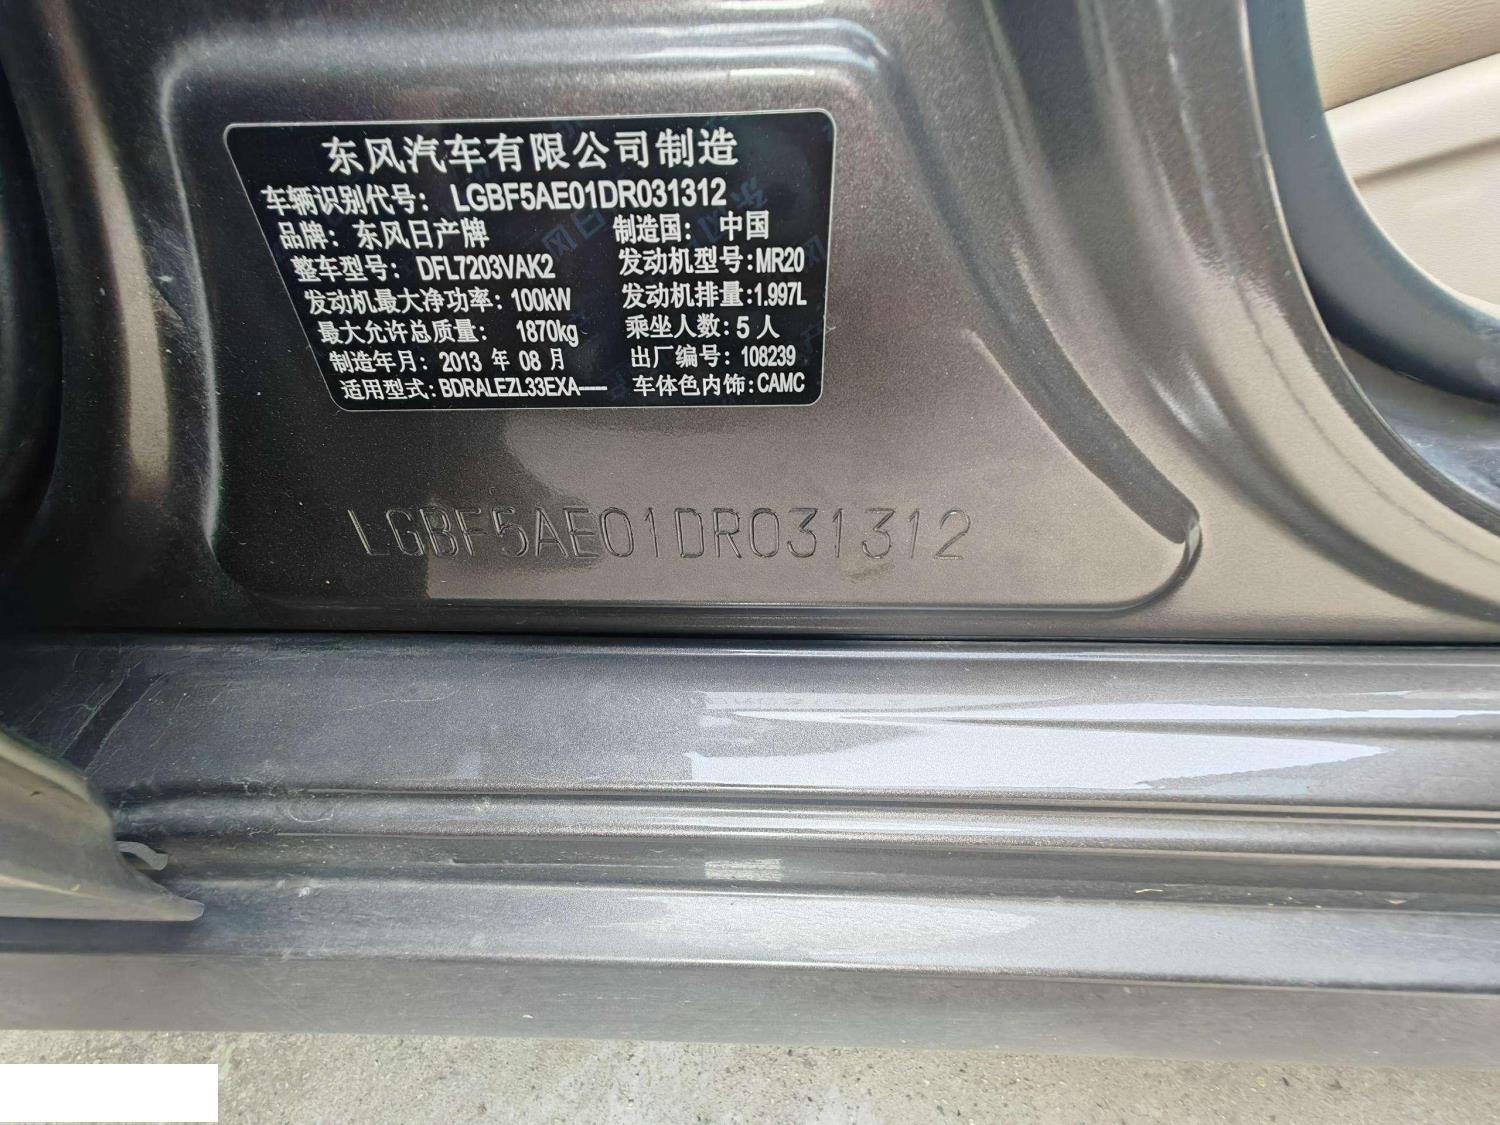 东风汽车有限公司制造
车辆识别代号： LGBF5AE01DR031312
品牌： 东风日产牌 制造国： 中国
整车型号： DFL7203VAK2 发动机型号:MR20
发动机最大净功率: 100kW 发动机排量:1.997L
最大允许总质量: 1870kg 乘坐人数: 5 人
制造年月: 2013 年 08 月 出厂编号: 108239
适用型式: BDRALEZL33EXA----- 车体色内饰:CAMC
LGBF5AE01DR031312